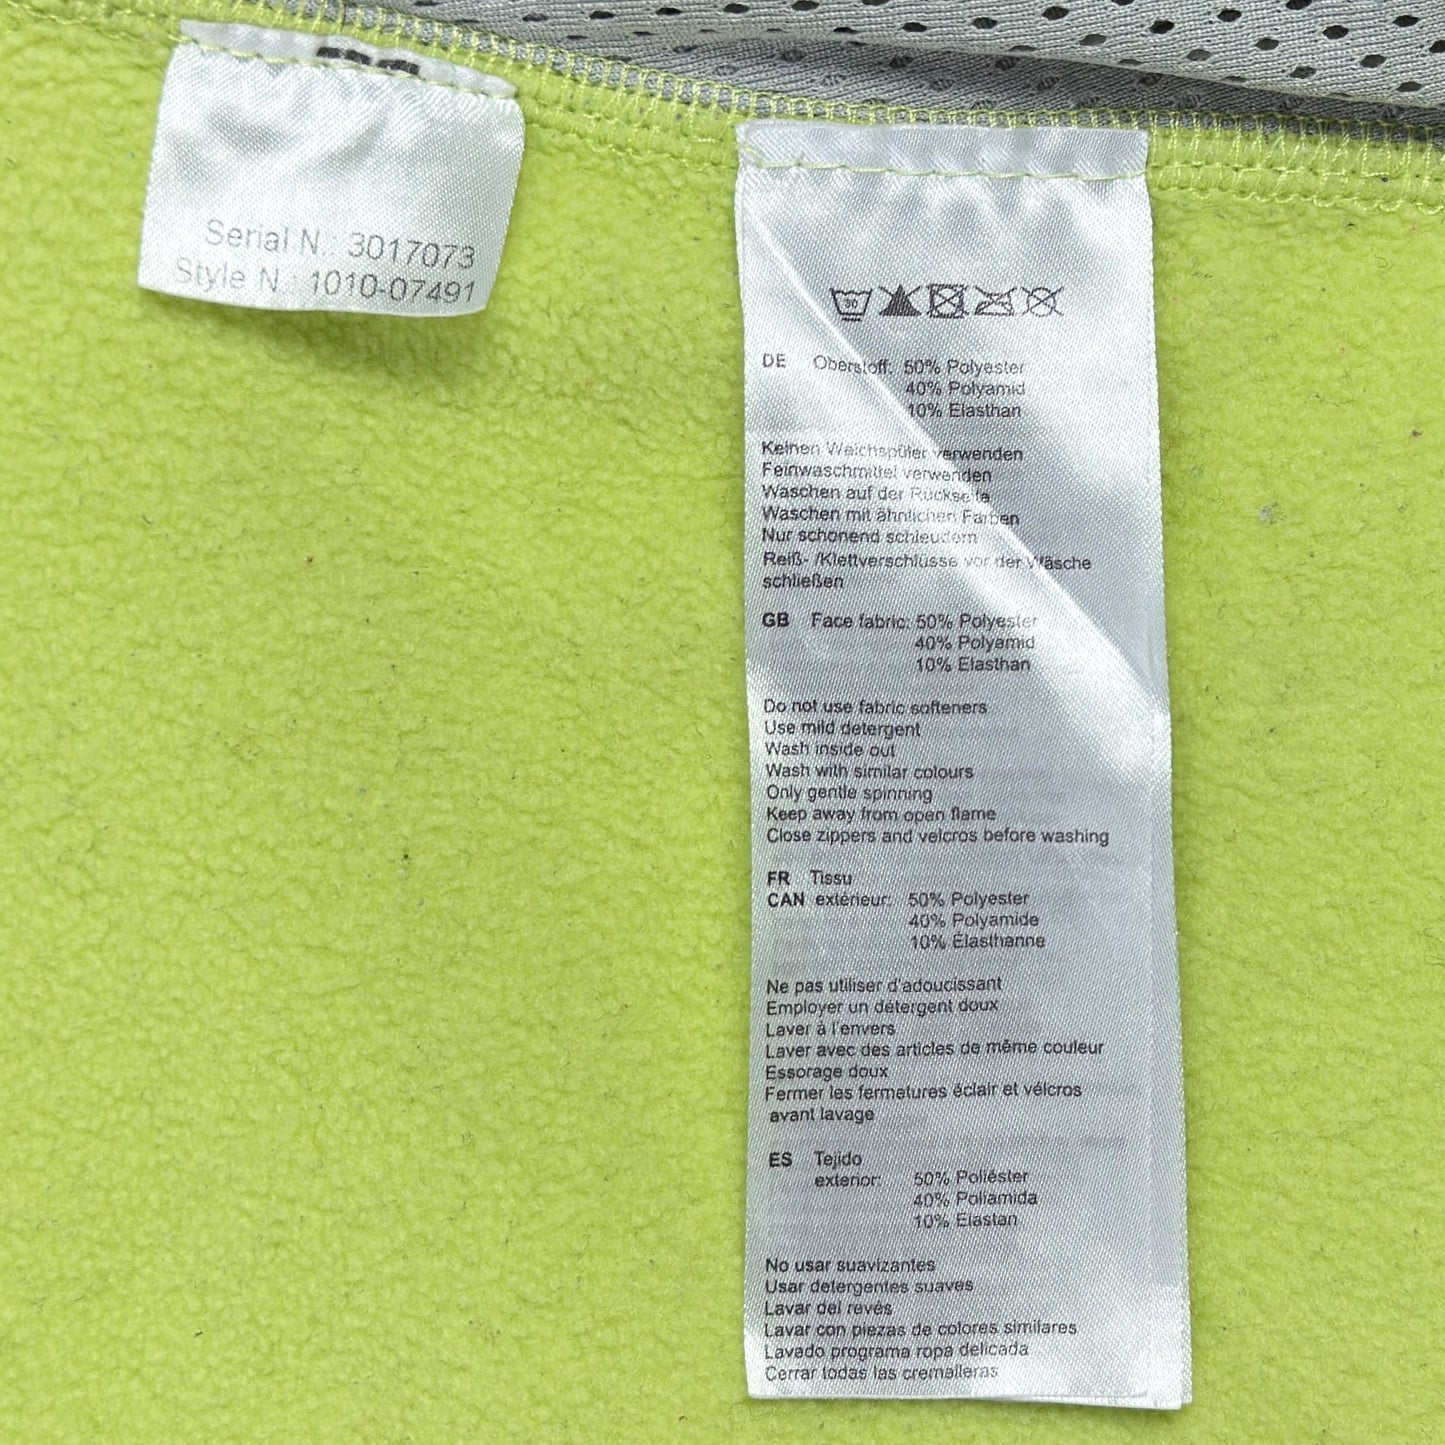 Serial N.: 3017073
Style N.: 1010-07491
30
DE Oberstoff: 50% Polyester
40% Polyamid
10% Elasthan
Keinen Weichspüler verwenden
Feinwaschmittel verwenden
Waschen auf der Rückseite
Waschen mit ähnlichen Farben
Nur schonend schleudern
Reiß- /Klettverschlüsse vor der Wäsche
schließen
GB Face fabric: 50% Polyester
40% Polyamid
10% Elasthan
Do not use fabric softeners
Use mild detergent
Wash inside out
Wash with similar colours
Only gentle spinning
Keep away from open flame
Close zippers and velcros before washing
FR Tissu
CAN extérieur: 50% Polyester
40% Polyamide
10% Élasthanne
Ne pas utiliser d'adoucissant
Employer un détergent doux
Laver à l'envers
Laver avec des articles de même couleur
Essorage doux
Fermer les fermetures éclair et vélcros
avant lavage
ES Tejido
exterior: 50% Poliéster
40% Poliamida
10% Elastan
No usar suavizantes
Usar detergentes suaves
Lavar del revés
Lavar con piezas de colores similares
Lavado programa ropa delicada
Cerrar todas las cremalleras